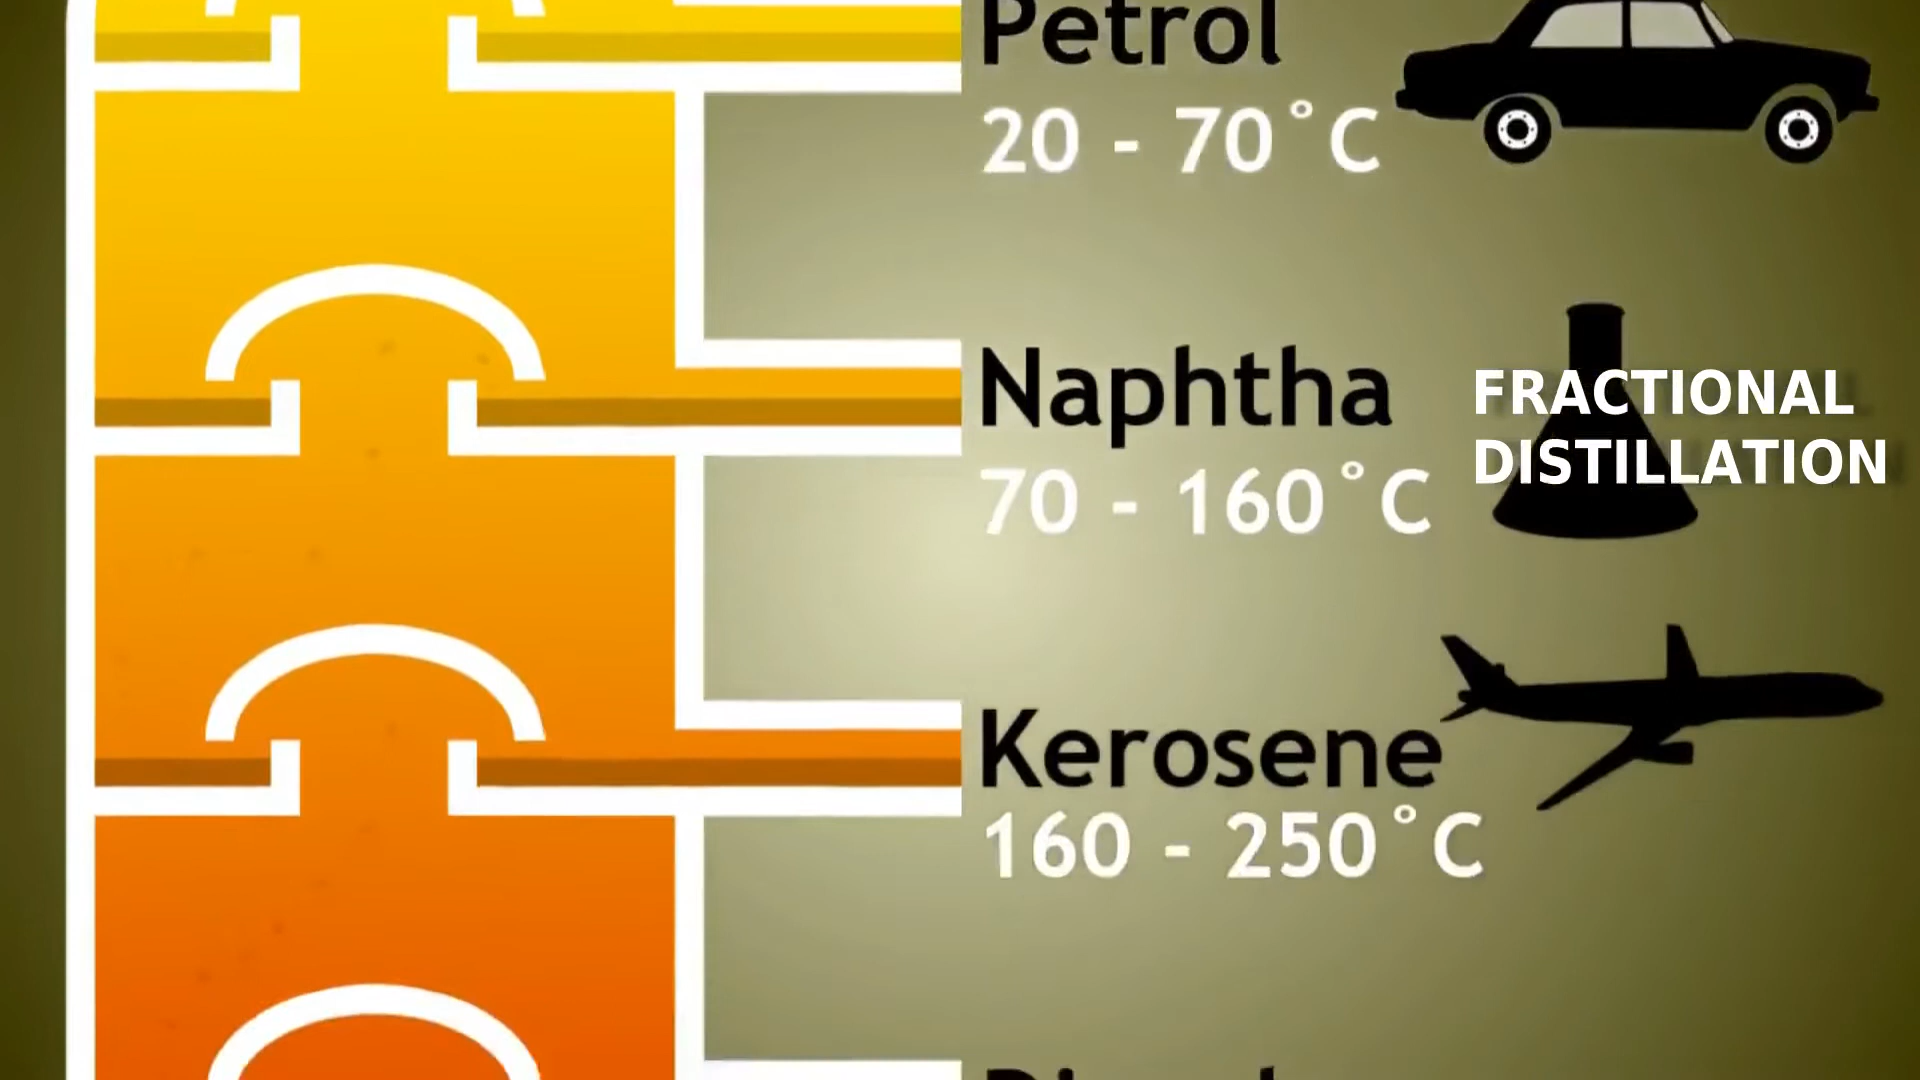 Petrol
20 - 70°C
Naphtha
70 - 160°C
FRACTIONAL
DISTILLATION
Kerosene
160 - 250°C